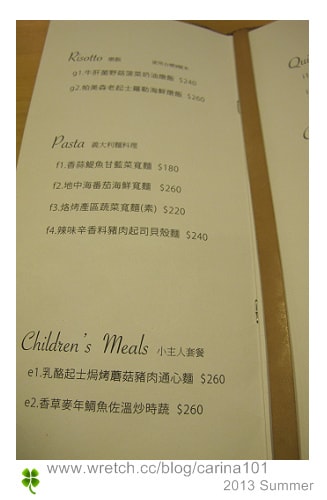 Risotto 燉飯
g1.牛肝菌野菇菠菜奶油燉飯 $240
g2.帕美森老起士羅勒海鮮燉飯 $260
Pasta 義大利麵料理
f1.香蒜鯷魚甘藍菜寬麵 $180
f2.地中海番茄海鮮寬麵 $260
f3.烙烤產區蔬菜寬麵(素) $220
f4.辣味辛香料豬肉起司貝殼麵 $240
Children's Meals 小主人套餐
e1.乳酪起士焗烤蘑菇豬肉通心麵 $260
e2.香草麥年鯛魚佐溫炒時蔬 $260
Qui
www.wretch.cc/blog/carina101
2013 Summer